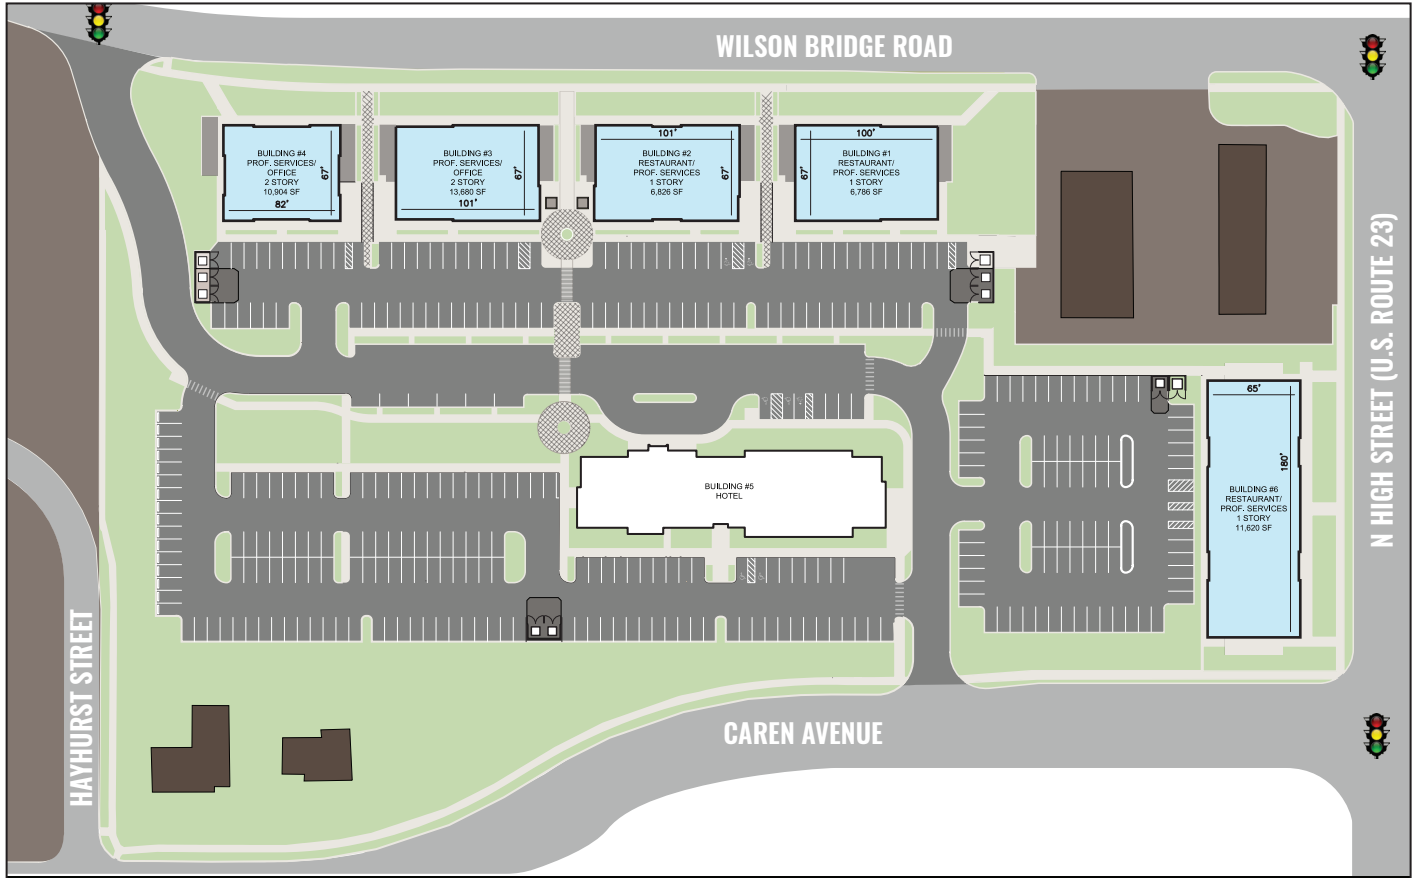 WILSON BRIDGE ROAD
BUILDING #4
PROF. SERVICES/
OFFICE
2 STORY
10,904 SF
82'
67'
BUILDING #3
PROF. SERVICES/
OFFICE
2 STORY
13,680 SF
101'
67'
101'
BUILDING #2
RESTAURANT/
PROF. SERVICES
1 STORY
6,826 SF
67'
100'
67'
BUILDING #1
RESTAURANT/
PROF. SERVICES
1 STORY
6,786 SF
N HIGH STREET (U.S. ROUTE 23)
65'
180'
BUILDING #6
RESTAURANT/
PROF. SERVICES
1 STORY
11,620 SF
BUILDING #5
HOTEL
HAYHURST STREET
CAREN AVENUE